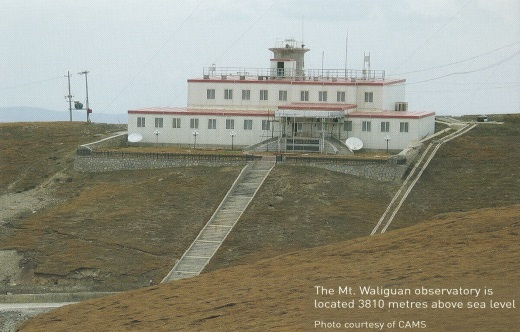 The Mt. Waliguan observatory is
located 3810 metres above sea level
Photo courtesy of CAMS